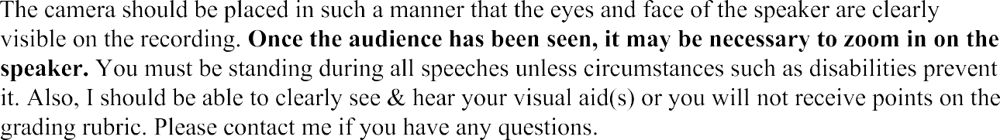 The camera should be placed in such a manner that the eyes and face of the speaker are clearly
visible on the recording. Once the audience has been seen, it may be necessary to zoom in on the
speaker. You must be standing during all speeches unless circumstances such as disabilities prevent
it. Also, I should be able to clearly see & hear your visual aid(s) or you will not receive points on the
grading rubric. Please contact me if you have any questions.